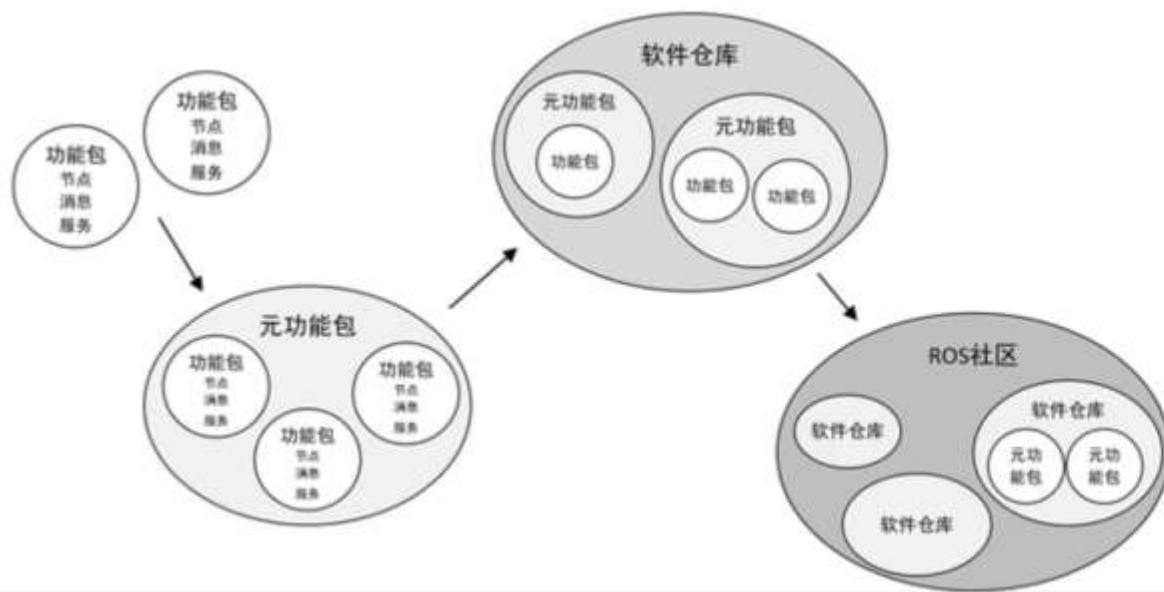 功能包
节点
消息
服务
功能包
节点
消息
服务
元功能包
功能包
节点
消息
服务
功能包
节点
消息
服务
功能包
节点
消息
服务
软件仓库
元功能包
功能包
元功能包
功能包
功能包
ROS社区
软件仓库
软件仓库
软件仓库
元功
能包
元功
能包